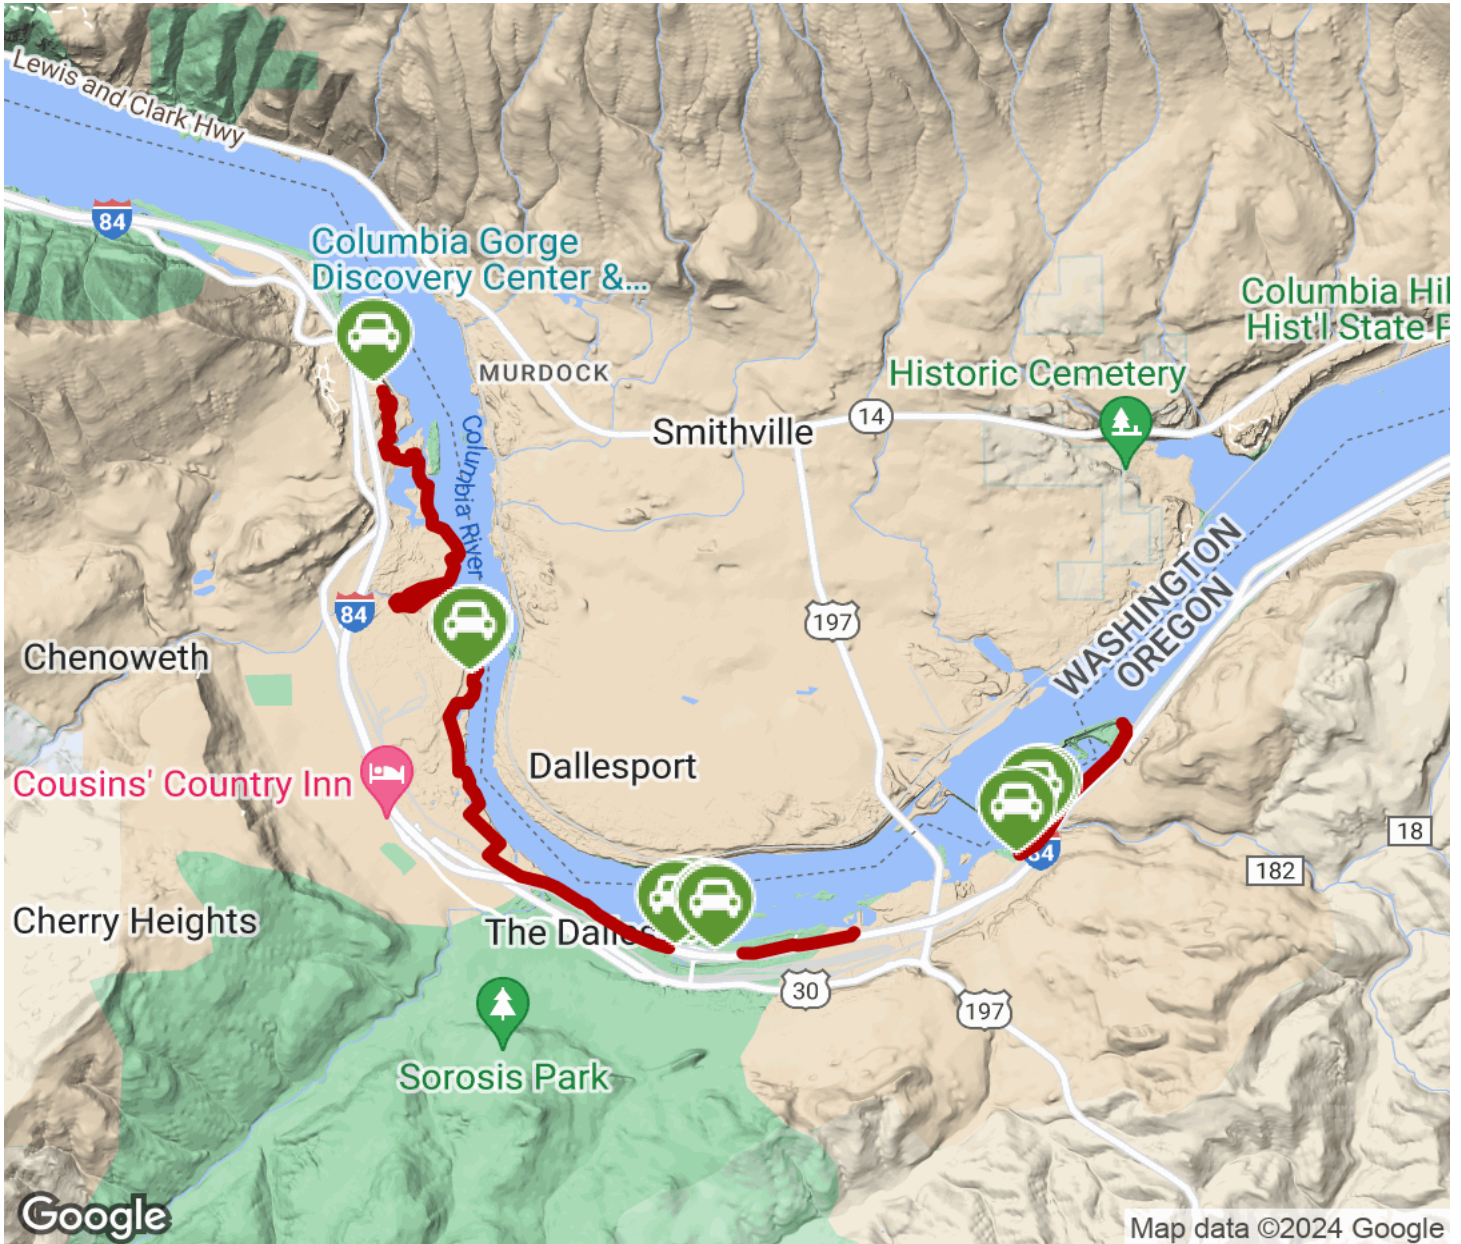 Lewis and Clark Hwy
84
Columbia Gorge
Discovery Center &...
Columbia Hil
Hist'l State P
MURDOCK
Historic Cemetery
14
Smithville
Columbia River
WASHINGTON
OREGON
84
197
Chenoweth
Dallesport
Cousins' Country Inn
18
84
182
Cherry Heights
The Dalles
30
197
Sorosis Park
Google
Map data ©2024 Google